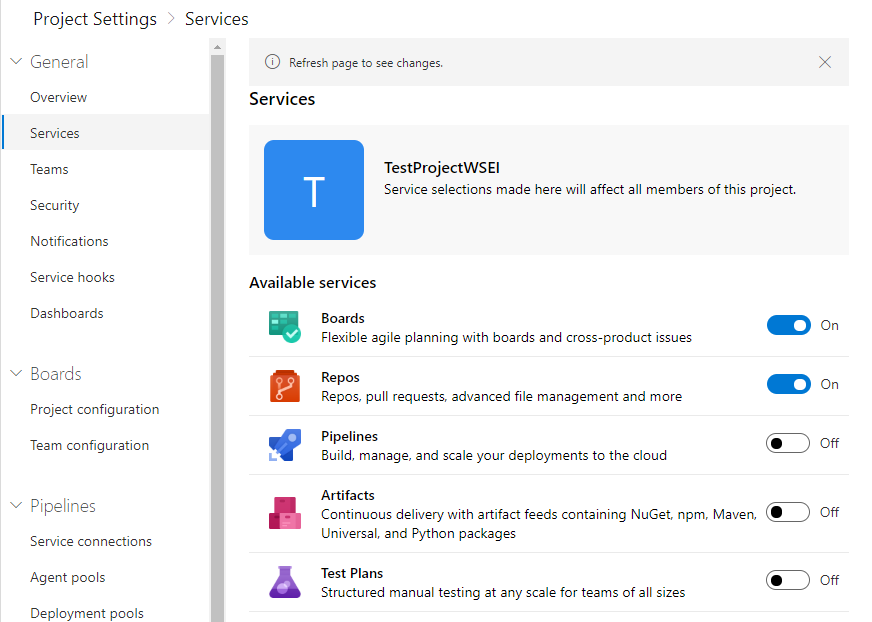 Project Settings > Services
General
Overview
Services
Teams
Security
Notifications
Service hooks
Dashboards
Boards
Project configuration
Team configuration
Pipelines
Service connections
Agent pools
Deployment pools
Refresh page to see changes.
Services
T
TestProjectWSEI
Service selections made here will affect all members of this project.
Available services
Boards
Flexible agile planning with boards and cross-product issues
On
Repos
Repos, pull requests, advanced file management and more
On
Pipelines
Build, manage, and scale your deployments to the cloud
Off
Artifacts
Continuous delivery with artifact feeds containing NuGet, npm, Maven,
Universal, and Python packages
Off
Test Plans
Structured manual testing at any scale for teams of all sizes
Off